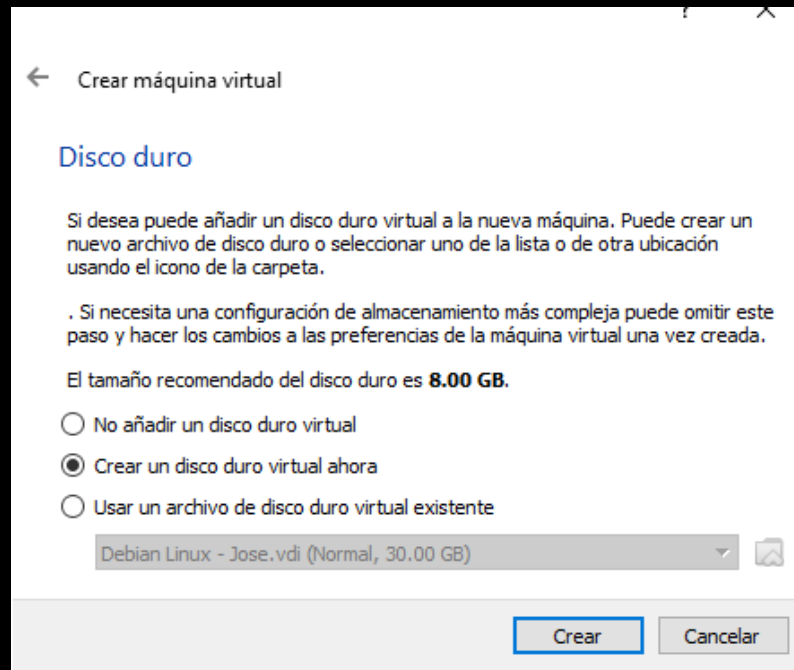 Crear máquina virtual
Disco duro
Si desea puede añadir un disco duro virtual a la nueva máquina. Puede crear un
nuevo archivo de disco duro o seleccionar uno de la lista o de otra ubicación
usando el icono de la carpeta.
. Si necesita una configuración de almacenamiento más compleja puede omitir este
paso y hacer los cambios a las preferencias de la máquina virtual una vez creada.
El tamaño recomendado del disco duro es 8.00 GB.
No añadir un disco duro virtual
Crear un disco duro virtual ahora
Usar un archivo de disco duro virtual existente
Debian Linux - Jose.vdi (Normal, 30.00 GB)
Crear Cancelar